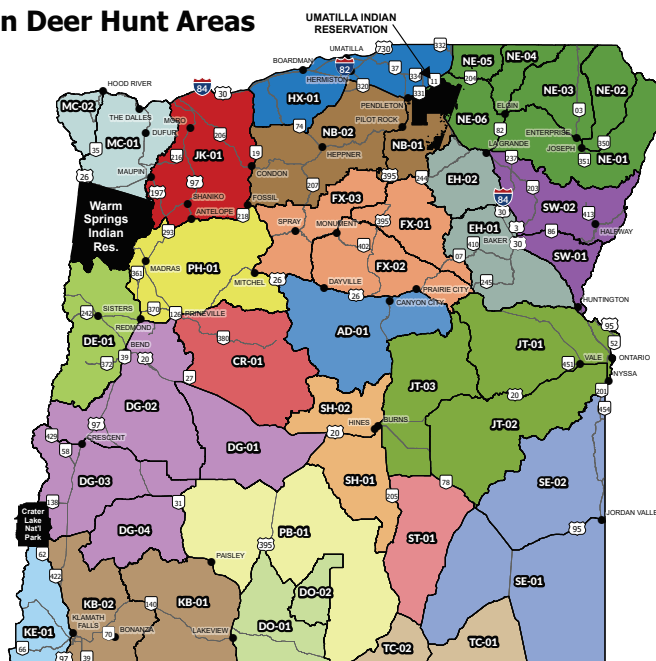 n Deer Hunt Areas
UMATILLA INDIAN
RESERVATION
UMATILLA
730
332
BOARDMAN
82
37
334
11
NE-05
NE-04
204
HOOD RIVER
84
30
HERMISTON
320
331
NE-03
NE-02
MC-02
HX-01
PENDLETON
ELGIN
03
THE DALLES
MORO
74
PILOT ROCK
NE-06
82
ENTERPRISE
MC-01
DUFUR
206
NB-02
NB-01
LA GRANDE
JOSEPH
350
35
216
JK-01
19
HEPPNER
237
351
NE-01
26
MAUPIN
97
CONDON
395
244
EH-02
203
197
SHANIKO
207
FX-03
84
SW-02
Warm
Springs
Indian
Res.
ANTELOPE
FOSSIL
218
30
413
293
SPRAY
MONUMENT
395
FX-01
EH-01
3
86
HALFWAY
402
410
BAKER
30
361
MADRAS
PH-01
FX-02
07
SW-01
MITCHEL
26
DAYVILLE
PRAIRIE CITY
245
26
CANYON CITY
HUNTINGTON
SISTERS
370
126
PRINEVILLE
242
REDMOND
AD-01
95
DE-01
BEND
380
JT-01
52
39
20
CR-01
451
VALE
ONTARIO
372
27
JT-03
NYSSA
DG-02
SH-02
20
201
97
HINES
BURNS
454
429
CRESCENT
20
JT-02
58
DG-01
DG-03
SH-01
78
SE-02
138
31
205
Crater
Lake
Nat'l
Park
DG-04
PB-01
ST-01
95
JORDAN VALLE
62
395
PAISLEY
422
SE-01
KB-02
140
KB-01
DO-02
KE-01
KLAMATH
FALLS
70
BONANZA
LAKEVIEW
DO-01
TC-02
TC-01
66
97
39